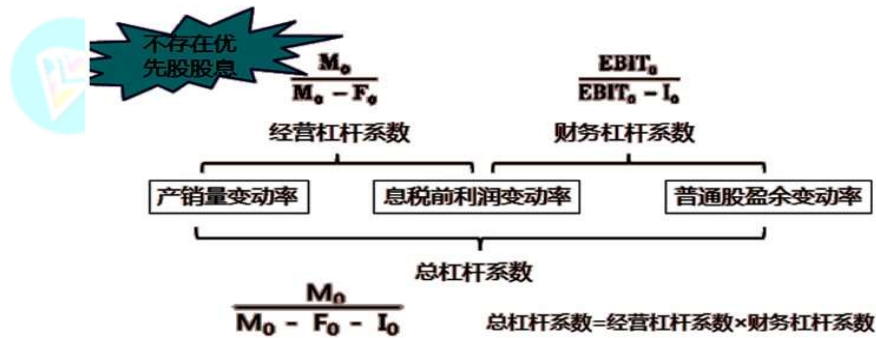 不存在优
先股股息
M₀
M₀ - F₀
EBIT₀
EBIT₀ - I₀
经营杠杆系数
财务杠杆系数
产销量变动率
息税前利润变动率
普通股盈余变动率
总杠杆系数
M₀
M₀ - F₀ - I₀
总杠杆系数=经营杠杆系数×财务杠杆系数